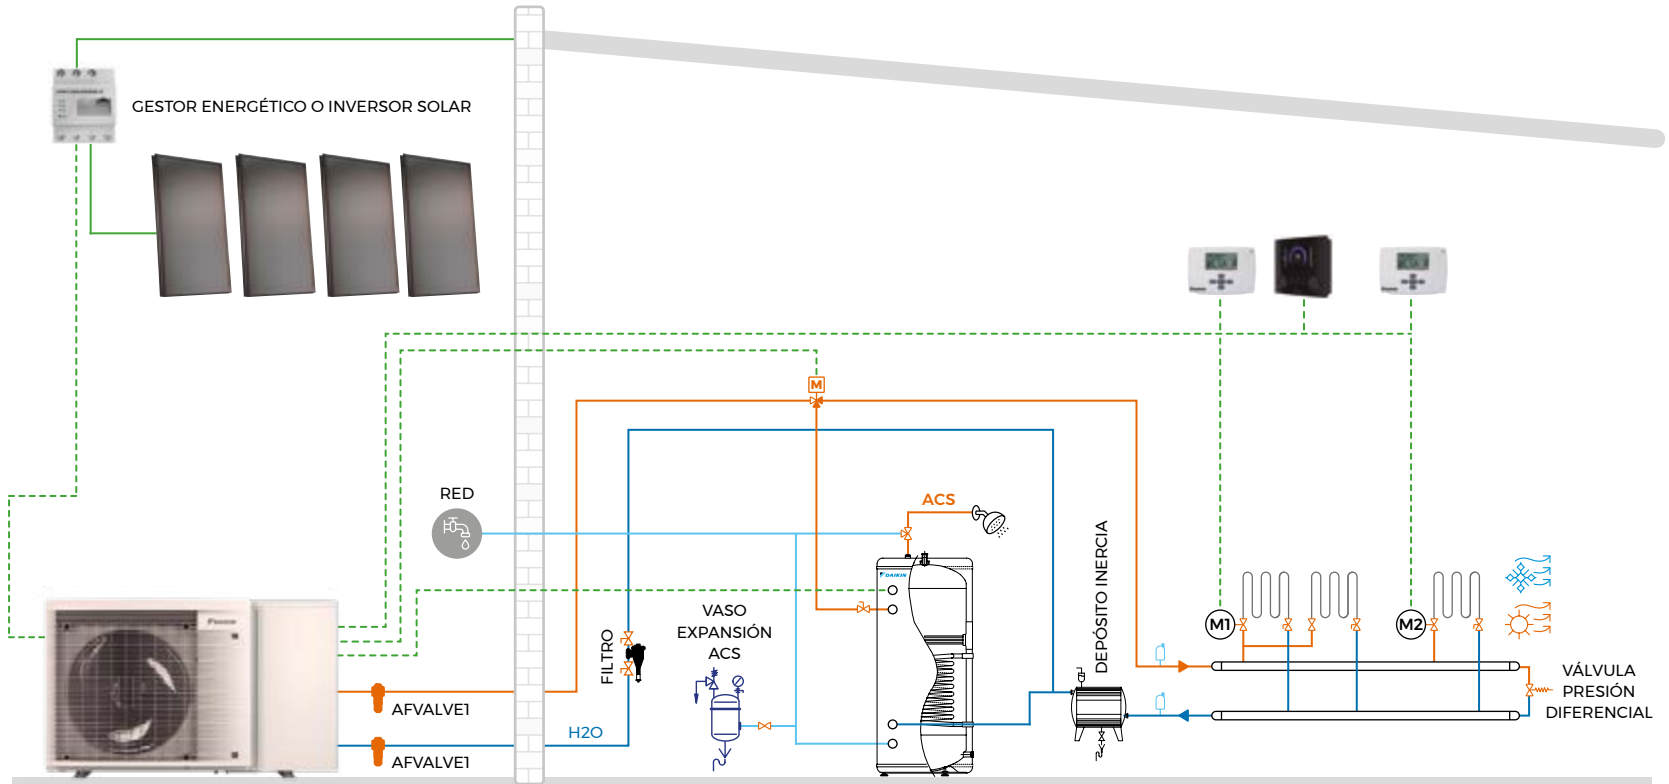 GESTOR ENERGÉTICO O INVERSOR SOLAR
M
RED
ACS
DAIKIN
VASO
EXPANSIÓN
ACS
FILTRO
DEPÓSITO INERCIA
M1
M2
AFVALVE1
H2O
AFVALVE1
VÁLVULA
PRESIÓN
DIFERENCIAL